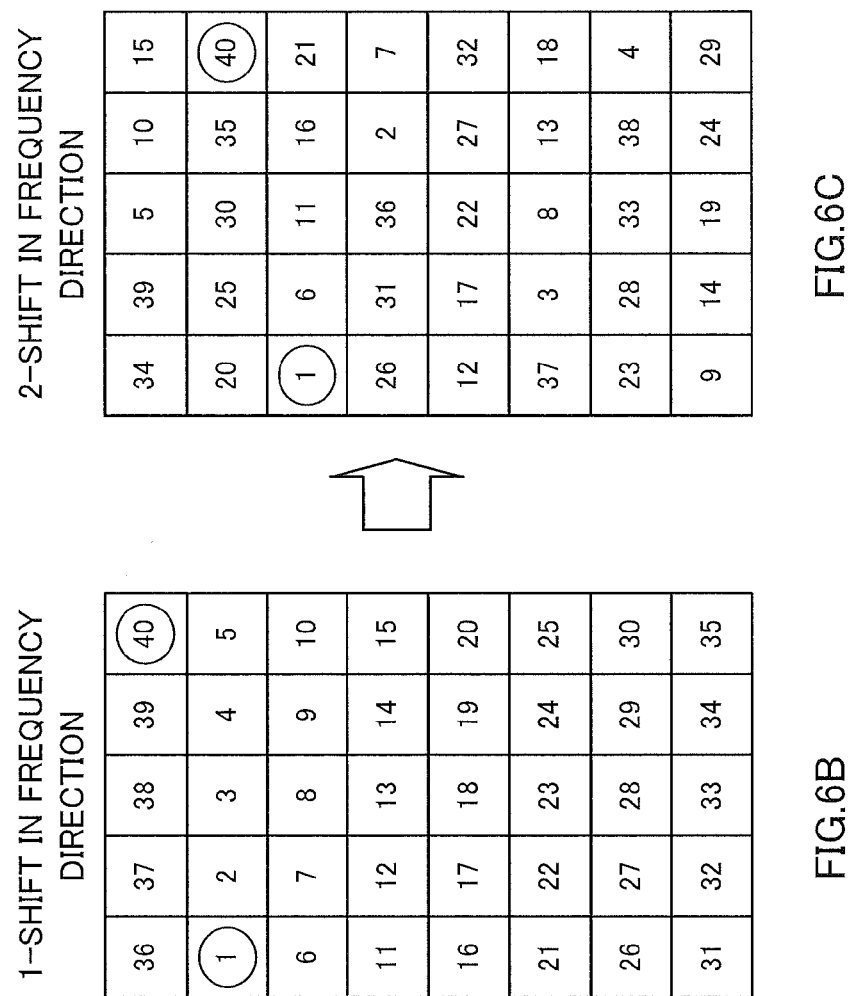 1-SHIFT IN FREQUENCY
DIRECTION
36 37 38 39 40
1 2 3 4 5
6 7 8 9 10
11 12 13 14 15
16 17 18 19 20
21 22 23 24 25
26 27 28 29 30
31 32 33 34 35
FIG.6B
2-SHIFT IN FREQUENCY
DIRECTION
34 39 5 10 15
20 25 30 35 40
1 6 11 16 21
26 31 36 2 7
12 17 22 27 32
37 3 8 13 18
23 28 33 38 4
9 14 19 24 29
FIG.6C